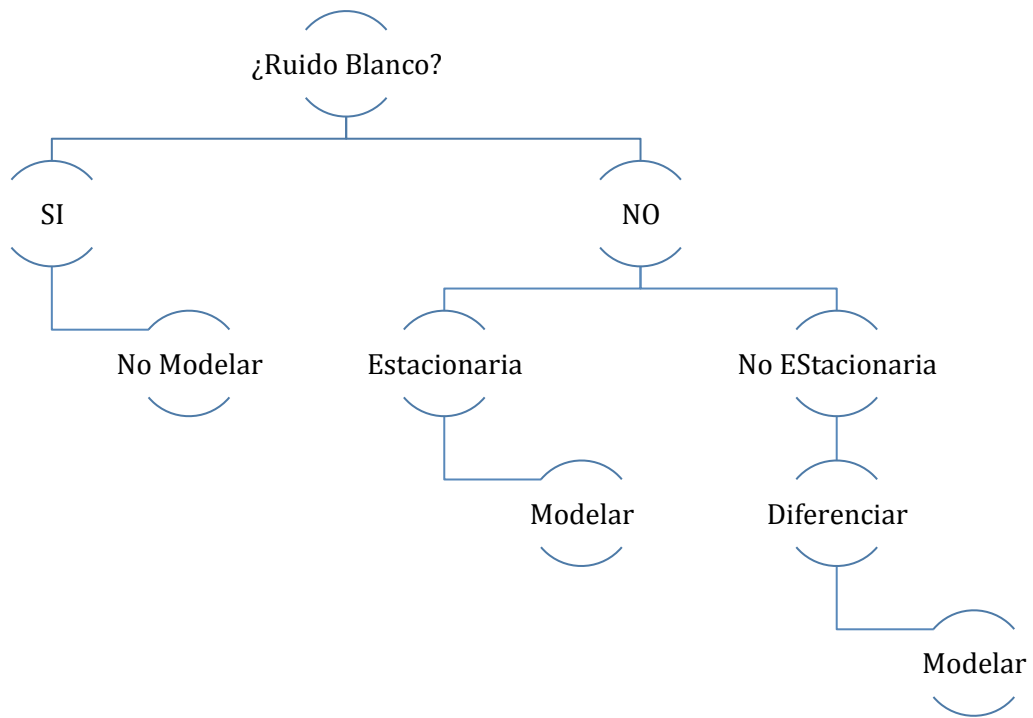 ¿Ruido Blanco?
SI
NO
No Modelar
Estacionaria
No EStacionaria
Modelar
Diferenciar
Modelar